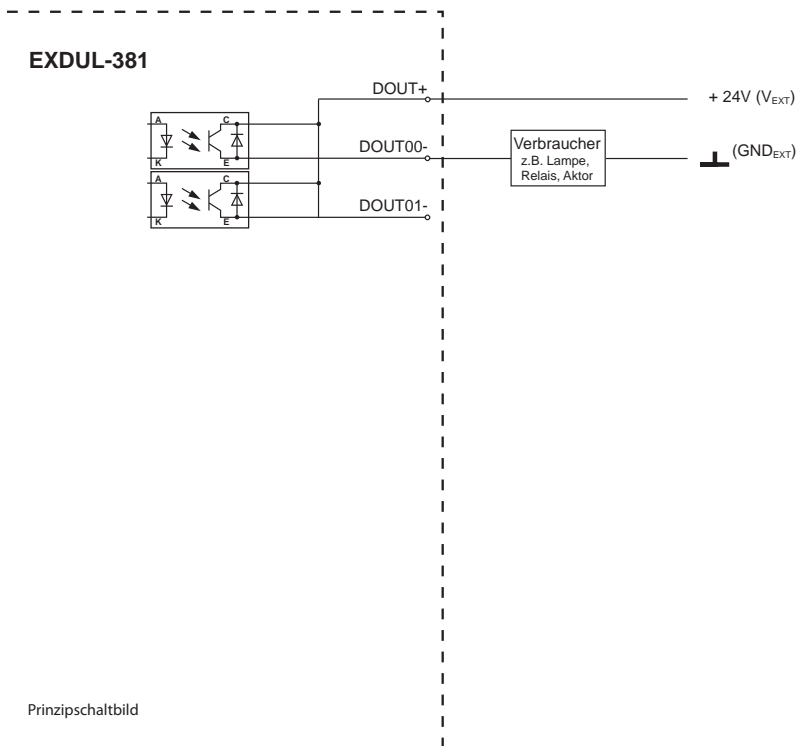 EXDUL-381
DOUT+
+ 24V (VEXT)
A
C
K
E
DOUT00-
Verbraucher
z.B. Lampe,
Relais, Aktor
(GNDEXT)
A
C
K
E
DOUT01-
Prinzipschaltbild